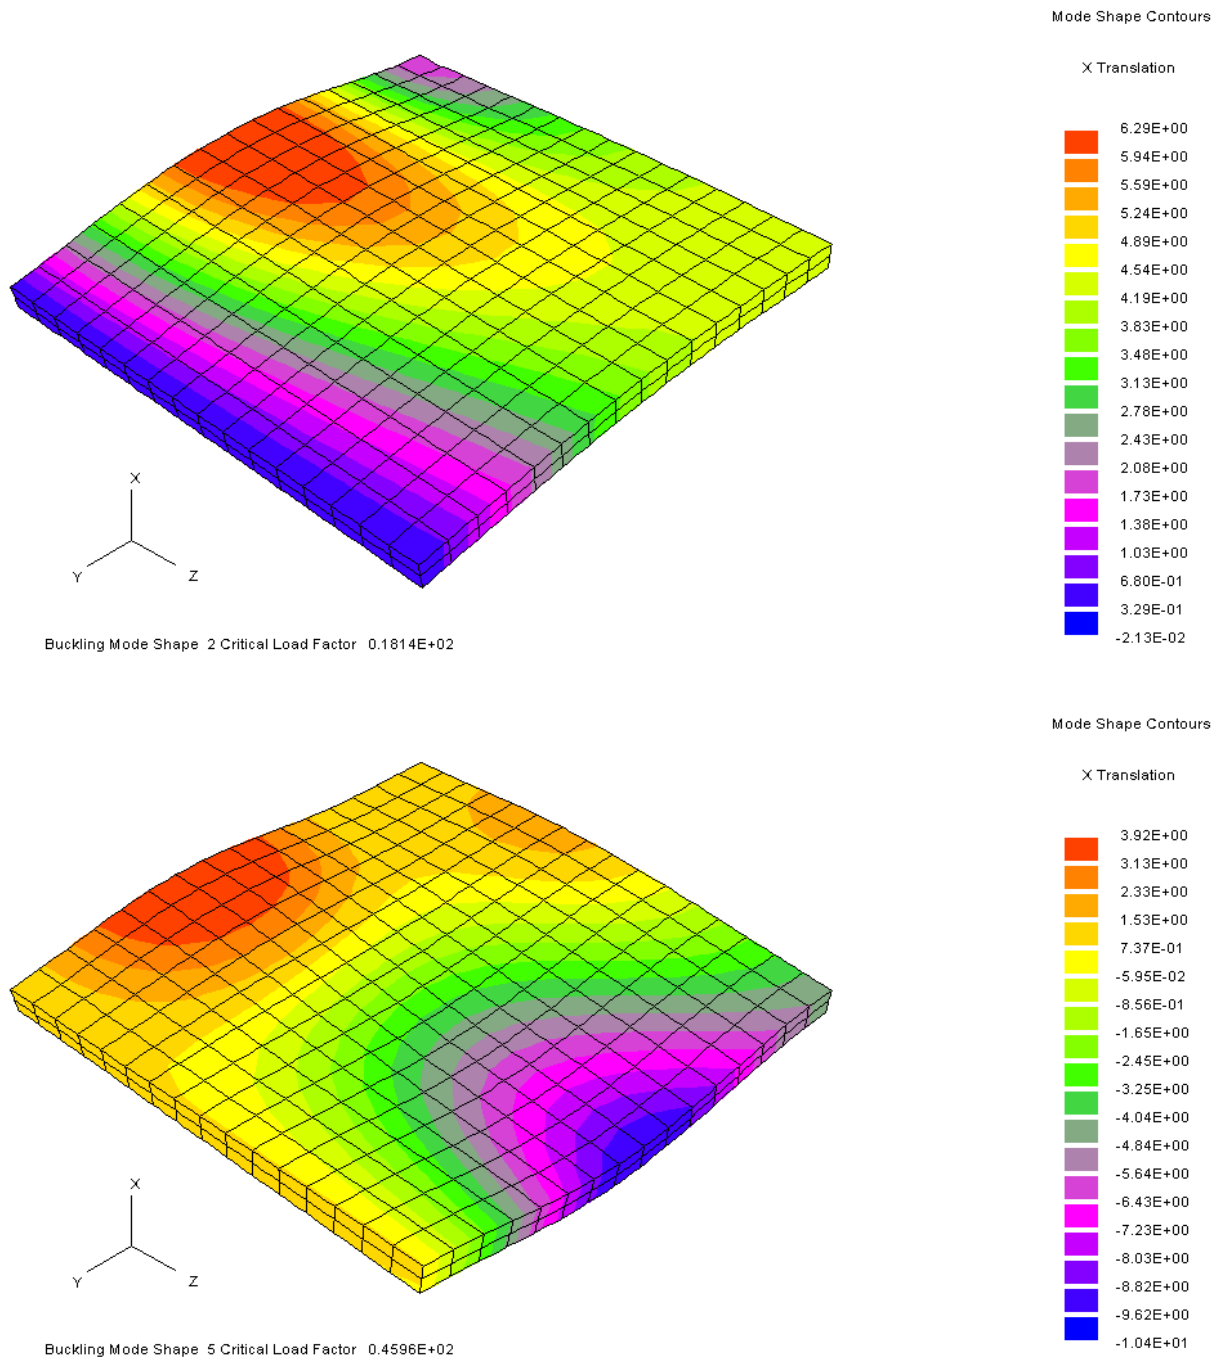 Mode Shape Contours
X Translation
6.29E+00
5.94E+00
5.59E+00
5.24E+00
4.89E+00
4.54E+00
4.19E+00
3.83E+00
3.48E+00
3.13E+00
2.78E+00
2.43E+00
2.08E+00
1.73E+00
1.38E+00
1.03E+00
6.80E-01
3.29E-01
-2.13E-02
X
Y
Z
Buckling Mode Shape 2 Critical Load Factor 0.1814E+02
Mode Shape Contours
X Translation
3.92E+00
3.13E+00
2.33E+00
1.53E+00
7.37E-01
-5.95E-02
-8.56E-01
-1.65E+00
-2.45E+00
-3.25E+00
-4.04E+00
-4.84E+00
-5.64E+00
-6.43E+00
-7.23E+00
-8.03E+00
-8.82E+00
-9.62E+00
-1.04E+01
X
Y
Z
Buckling Mode Shape 5 Critical Load Factor 0.4596E+02